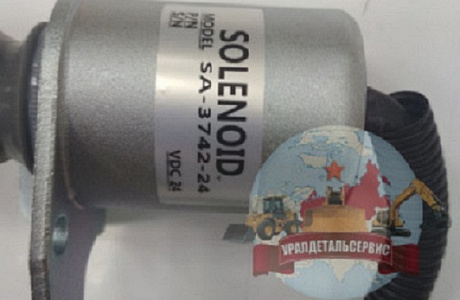 SOLENOID
MODEL SA-3742-24
P/N
S/N
VDC 24
УРАЛДЕТАЛЬСЕРВИС